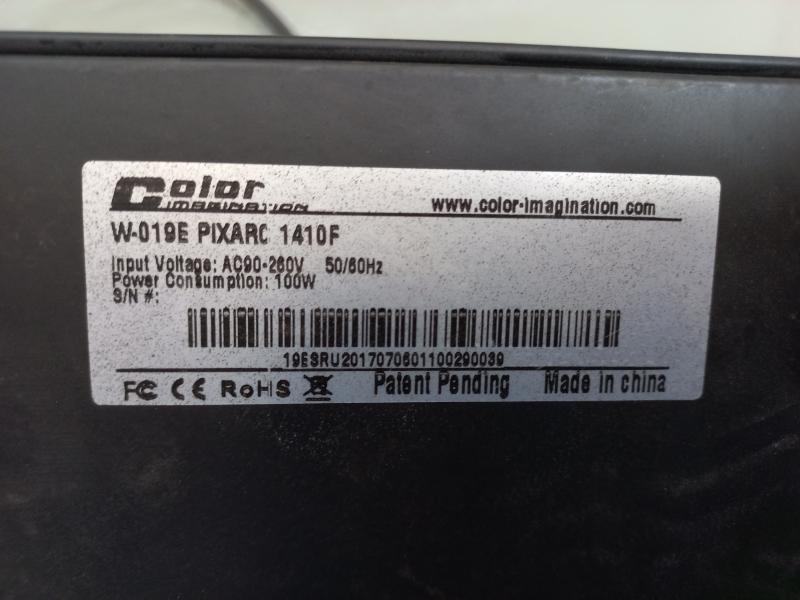 Color
IMAGINATION
www.color-imagination.com
W-019E PIXARC 1410F
Input Voltage: AC90-260V 50/60Hz
Power Consumption: 100W
S/N #:
19ESRU2017070601100290039
FC CE RoHS Patent Pending Made in china